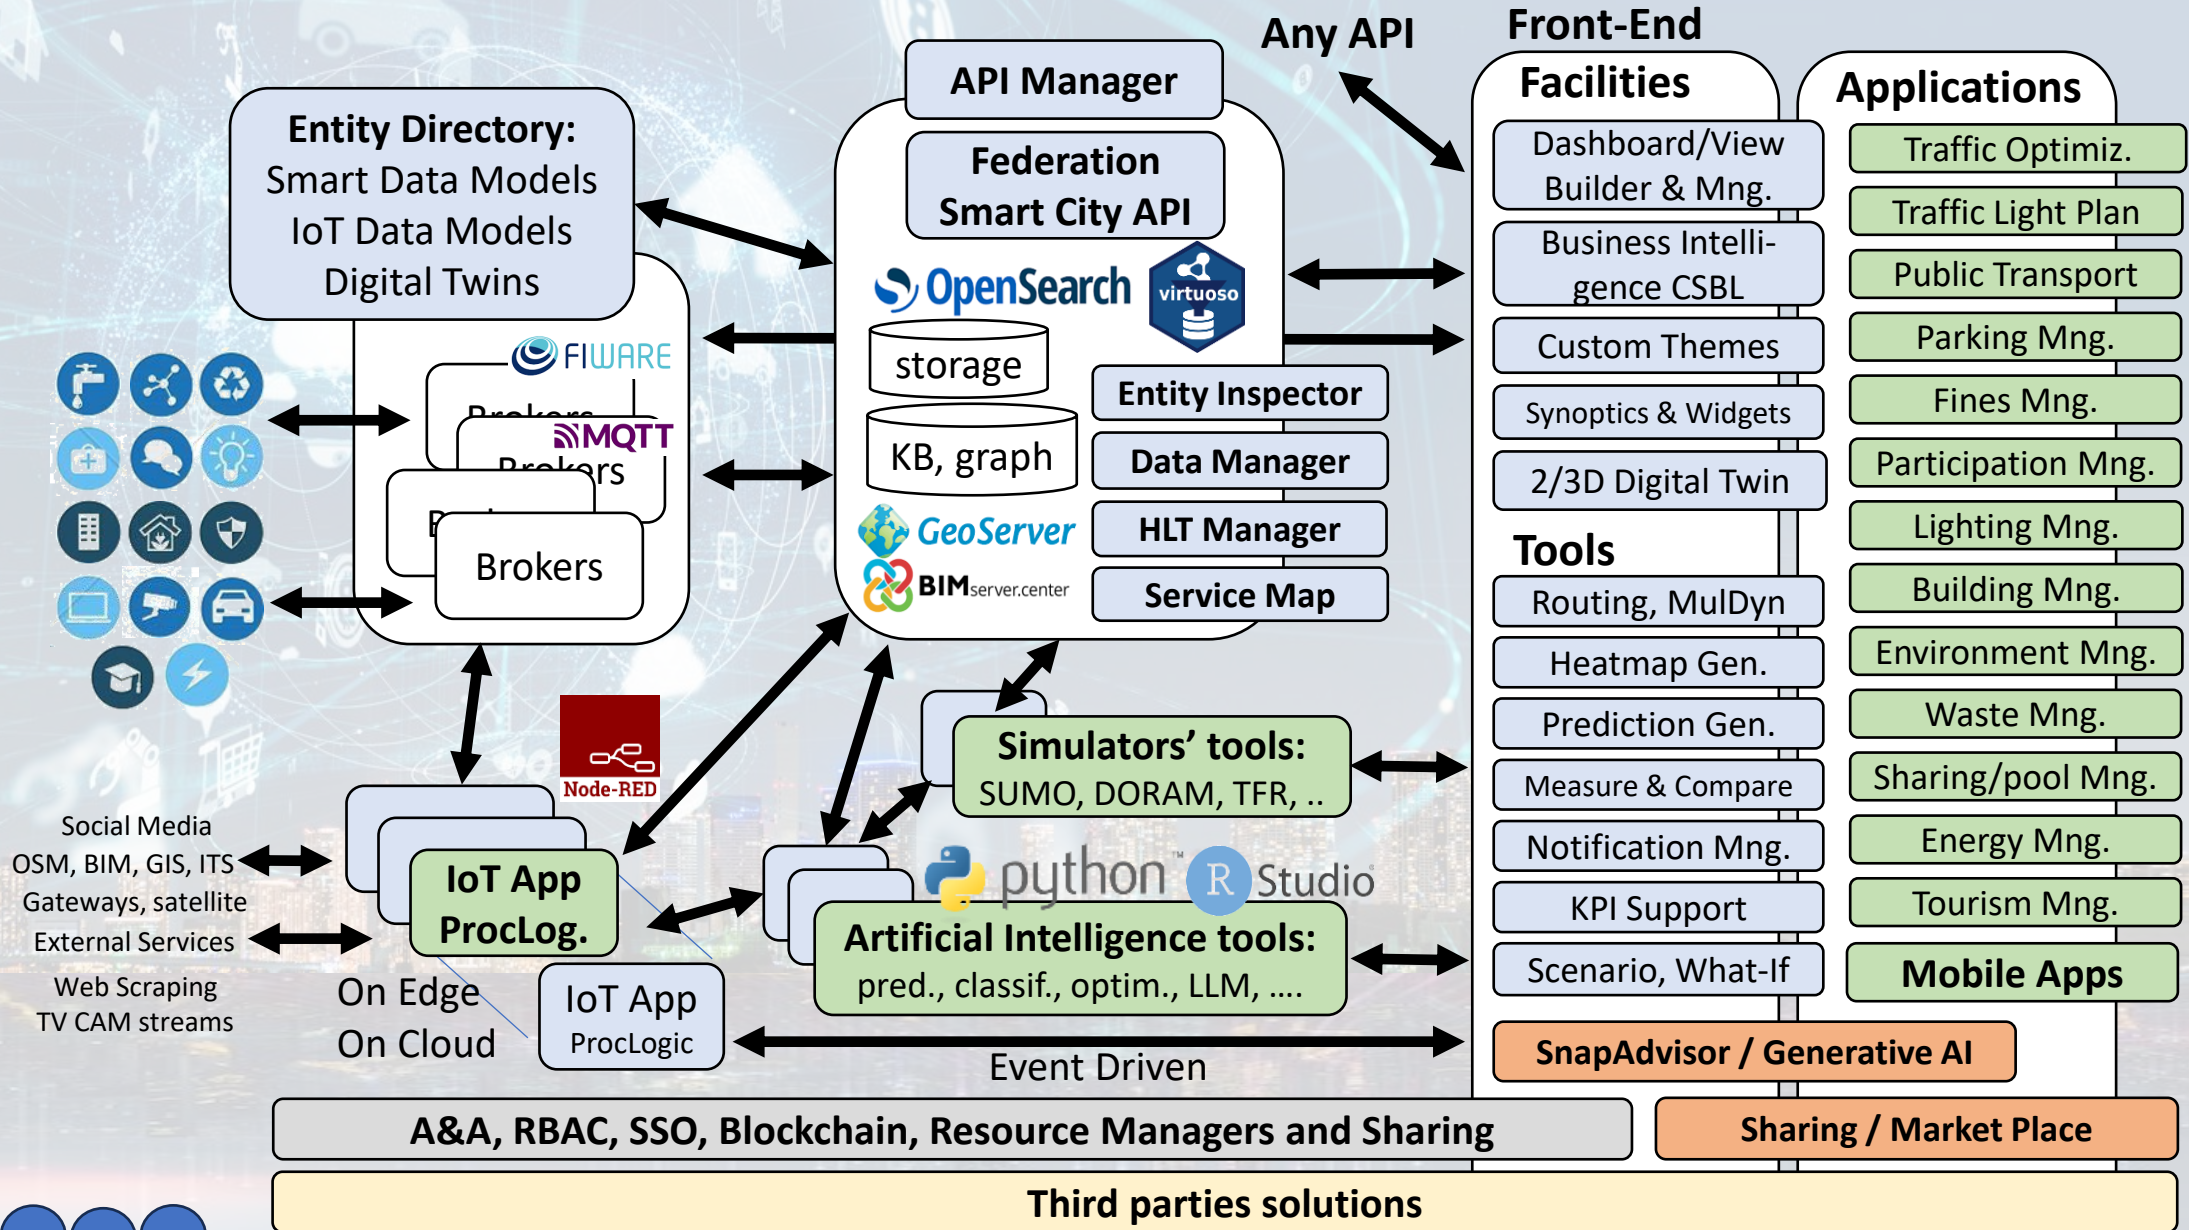 Any API
Front-End
API Manager
Federation
Smart City API
OpenSearch
virtuoso
storage
KB, graph
GeoServer
BIMserver.center
Entity Inspector
Data Manager
HLT Manager
Service Map
Entity Directory:
Smart Data Models
IoT Data Models
Digital Twins
FIWARE
Brokers
MQTT
Brokers
Brokers
Node-RED
Social Media
OSM, BIM, GIS, ITS
Gateways, satellite
External Services
Web Scraping
TV CAM streams
IoT App
ProcLog.
On Edge
On Cloud
IoT App
ProcLogic
Simulators’ tools:
SUMO, DORAM, TFR, ..
python™
R Studio
Artificial Intelligence tools:
pred., classif., optim., LLM, ....
Event Driven
Facilities
Dashboard/View
Builder & Mng.
Business Intelli-
gence CSBL
Custom Themes
Synoptics & Widgets
2/3D Digital Twin
Tools
Routing, MulDyn
Heatmap Gen.
Prediction Gen.
Measure & Compare
Notification Mng.
KPI Support
Scenario, What-If
Applications
Traffic Optimiz.
Traffic Light Plan
Public Transport
Parking Mng.
Fines Mng.
Participation Mng.
Lighting Mng.
Building Mng.
Environment Mng.
Waste Mng.
Sharing/pool Mng.
Energy Mng.
Tourism Mng.
Mobile Apps
SnapAdvisor / Generative AI
A&A, RBAC, SSO, Blockchain, Resource Managers and Sharing
Sharing / Market Place
Third parties solutions